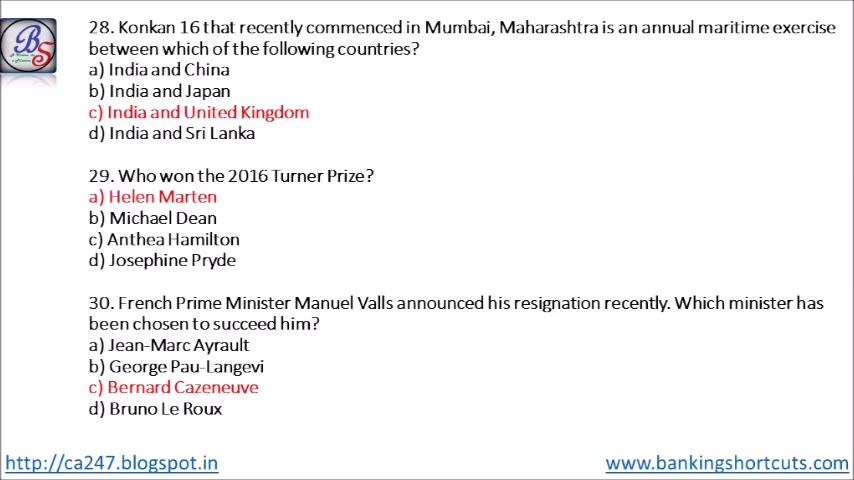 BS
28. Konkan 16 that recently commenced in Mumbai, Maharashtra is an annual maritime exercise
between which of the following countries?
a) India and China
b) India and Japan
c) India and United Kingdom
d) India and Sri Lanka
29. Who won the 2016 Turner Prize?
a) Helen Marten
b) Michael Dean
c) Anthea Hamilton
d) Josephine Pryde
30. French Prime Minister Manuel Valls announced his resignation recently. Which minister has
been chosen to succeed him?
a) Jean-Marc Ayrault
b) George Pau-Langevi
c) Bernard Cazeneuve
d) Bruno Le Roux
http://ca247.blogspot.in
www.bankingshortcuts.com